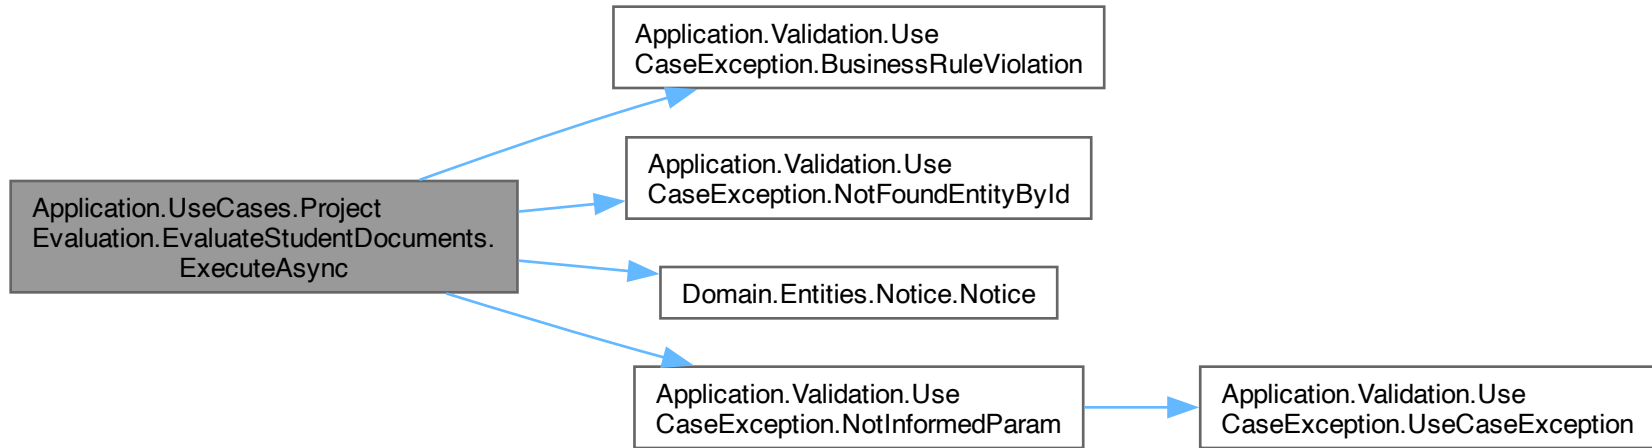 Application.Validation.Use
CaseException.BusinessRuleViolation
Application.Validation.Use
CaseException.NotFoundEntityById
Application.UseCases.Project
Evaluation.EvaluateStudentDocuments.
ExecuteAsync
Domain.Entities.Notice.Notice
Application.Validation.Use
CaseException.NotInformedParam
Application.Validation.Use
CaseException.UseCaseException